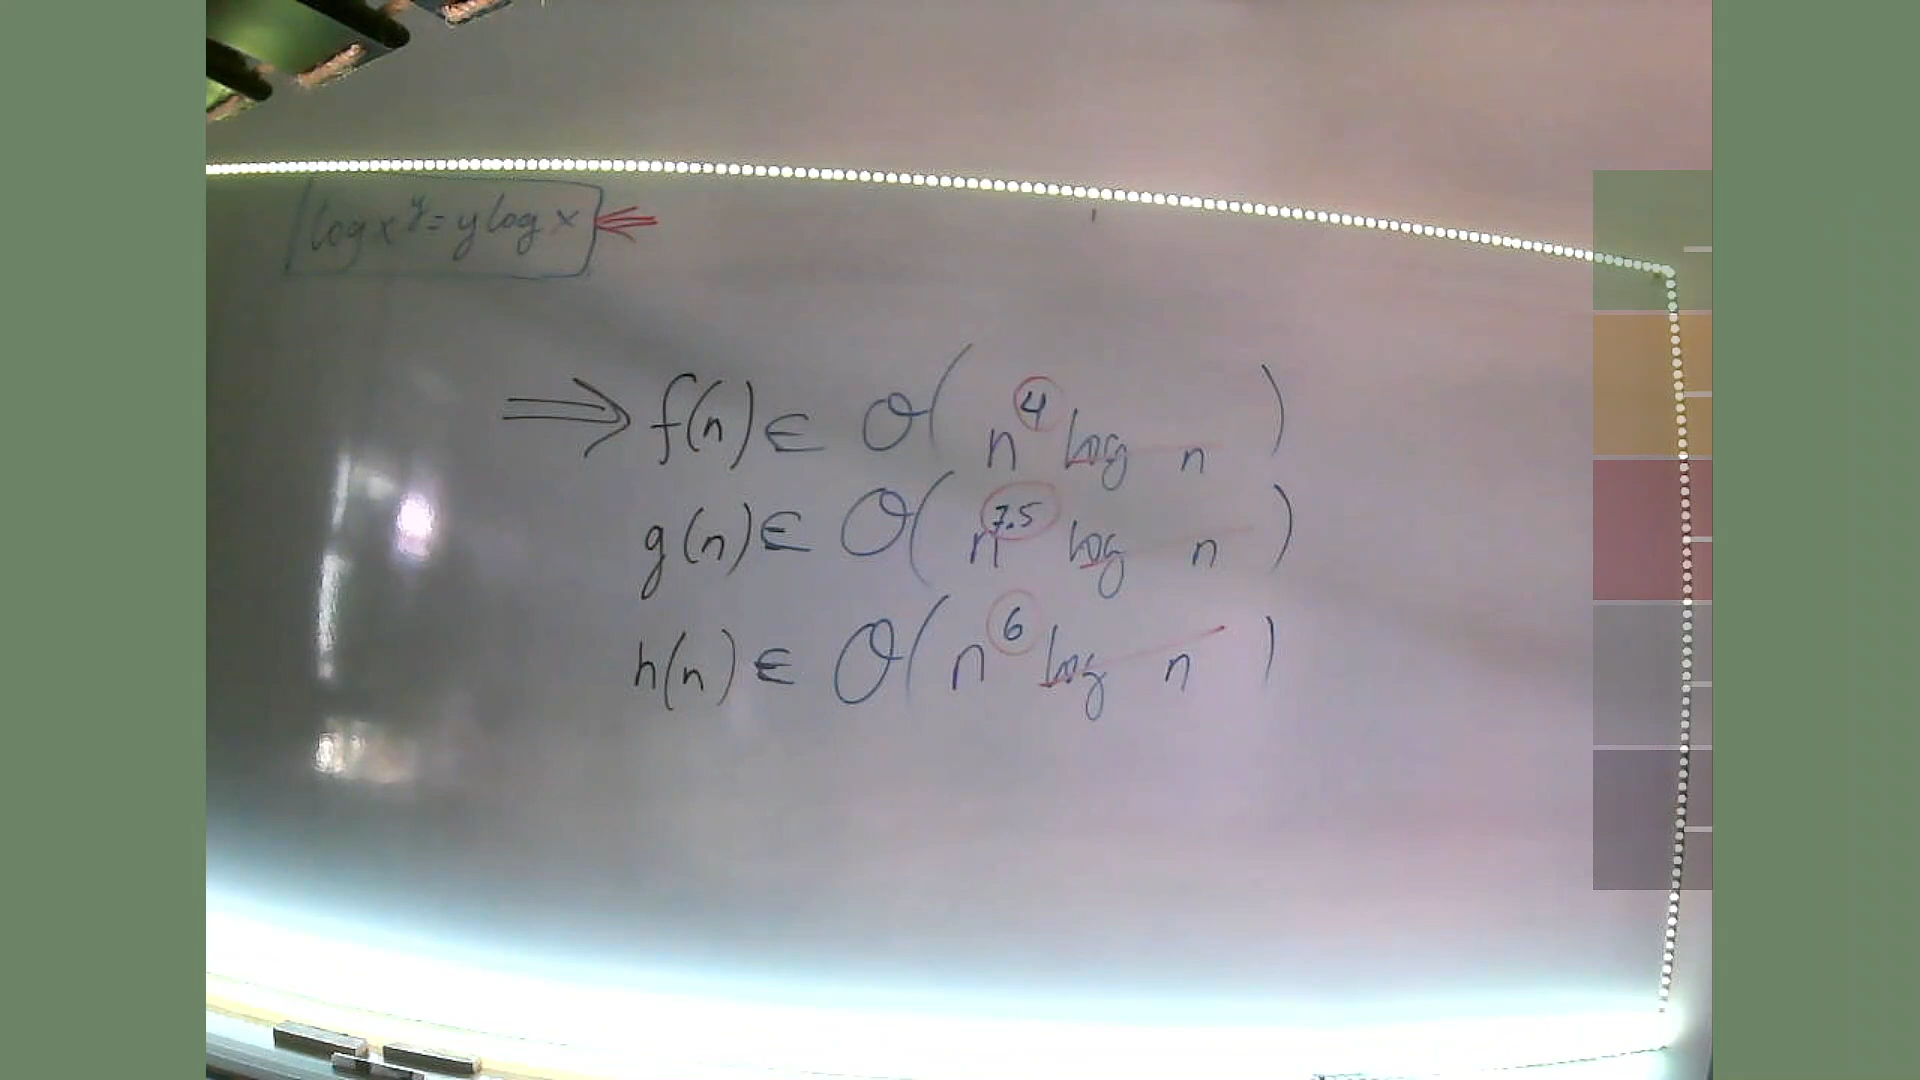 log x^y = y log x
⟹ f(n) ∈ O( n^4 log n )
g(n) ∈ O( n^7.5 log n )
h(n) ∈ O( n^6 log n )